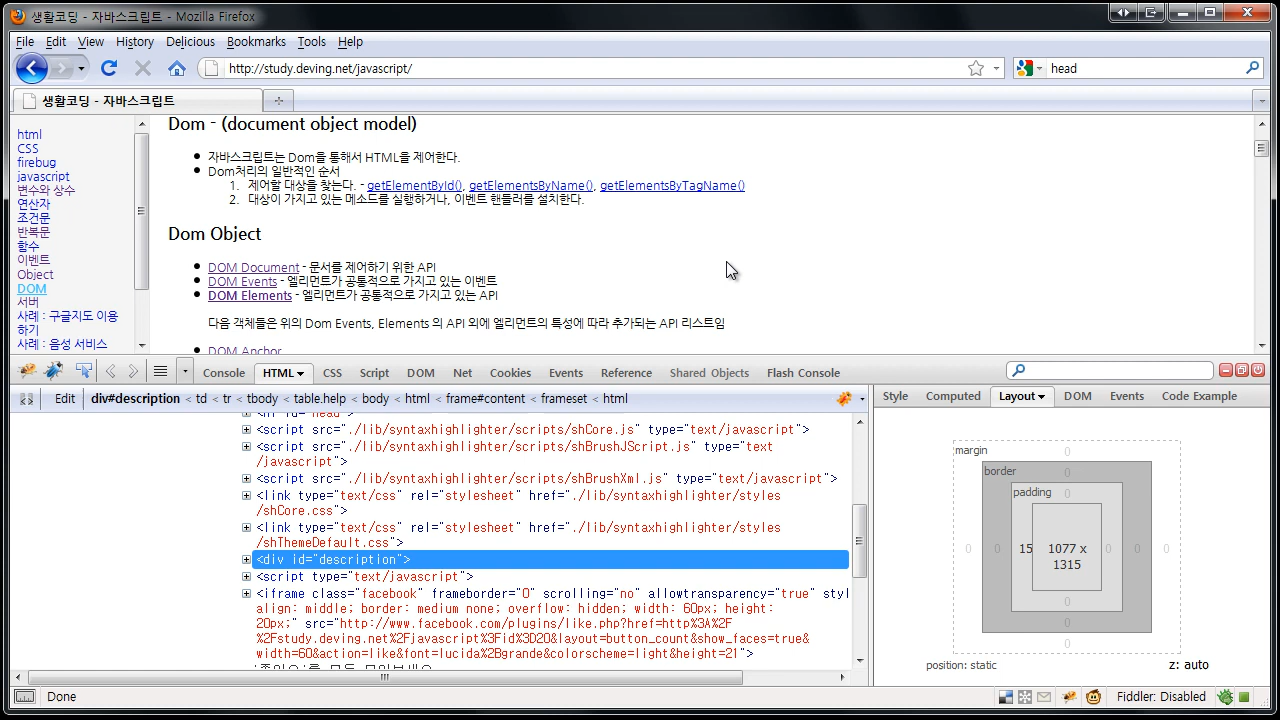 생활코딩 - 자바스크립트 - Mozilla Firefox
File Edit View History Delicious Bookmarks Tools Help
http://study.deving.net/javascript/
head
생활코딩 - 자바스크립트
html
CSS
firebug
javascript
변수와 상수
연산자
조건문
반복문
함수
이벤트
Object
DOM
서버
사례 : 구글지도 이용
하기
사례 : 음성 서비스
Dom - (document object model)
자바스크립트는 Dom을 통해서 HTML을 제어한다.
Dom처리의 일반적인 순서
1. 제어할 대상을 찾는다. - getElementById(), getElementsByName(), getElementsByTagName()
2. 대상이 가지고 있는 메소드를 실행하거나, 이벤트 핸들러를 설치한다.
Dom Object
DOM Document - 문서를 제어하기 위한 API
DOM Events - 엘리먼트가 공통적으로 가지고 있는 이벤트
DOM Elements - 엘리먼트가 공통적으로 가지고 있는 API
다음 객체들은 위의 Dom Events, Elements 의 API 외에 엘리먼트의 특성에 따라 추가되는 API 리스트임
DOM Anchor
Console HTML CSS Script DOM Net Cookies Events Reference Shared Objects Flash Console
Edit div#description < td < tr < tbody < table.help < body < html < frame#content < frameset < html
<script src="./lib/syntaxhighlighter/scripts/shCore.js" type="text/javascript">
<script src="./lib/syntaxhighlighter/scripts/shBrushJScript.js" type="text
/javascript">
<script src="./lib/syntaxhighlighter/scripts/shBrushXml.js" type="text/javascript">
<link type="text/css" rel="stylesheet" href="./lib/syntaxhighlighter/styles
/shCore.css">
<link type="text/css" rel="stylesheet" href="./lib/syntaxhighlighter/styles
/shThemeDefault.css">
<div id="description">
<script type="text/javascript">
<iframe class="facebook" frameborder="0" scrolling="no" allowtransparency="true" styl
align: middle; border: medium none; overflow: hidden; width: 60px; height:
20px;" src="http://www.facebook.com/plugins/like.php?href=http%3A%2F
%2Fstudy.deving.net%2Fjavascript%3Fid%3D20&layout=button_count&show_faces=true&
width=60&action=like&font=lucida%2Bgrande&colorscheme=light&height=21">
Style Computed Layout DOM Events Code Example
margin 0
border 0
padding 0
0 0 15 1077 x 1315 0 0 0
0
0
0
position: static z: auto
Done
Fiddler: Disabled